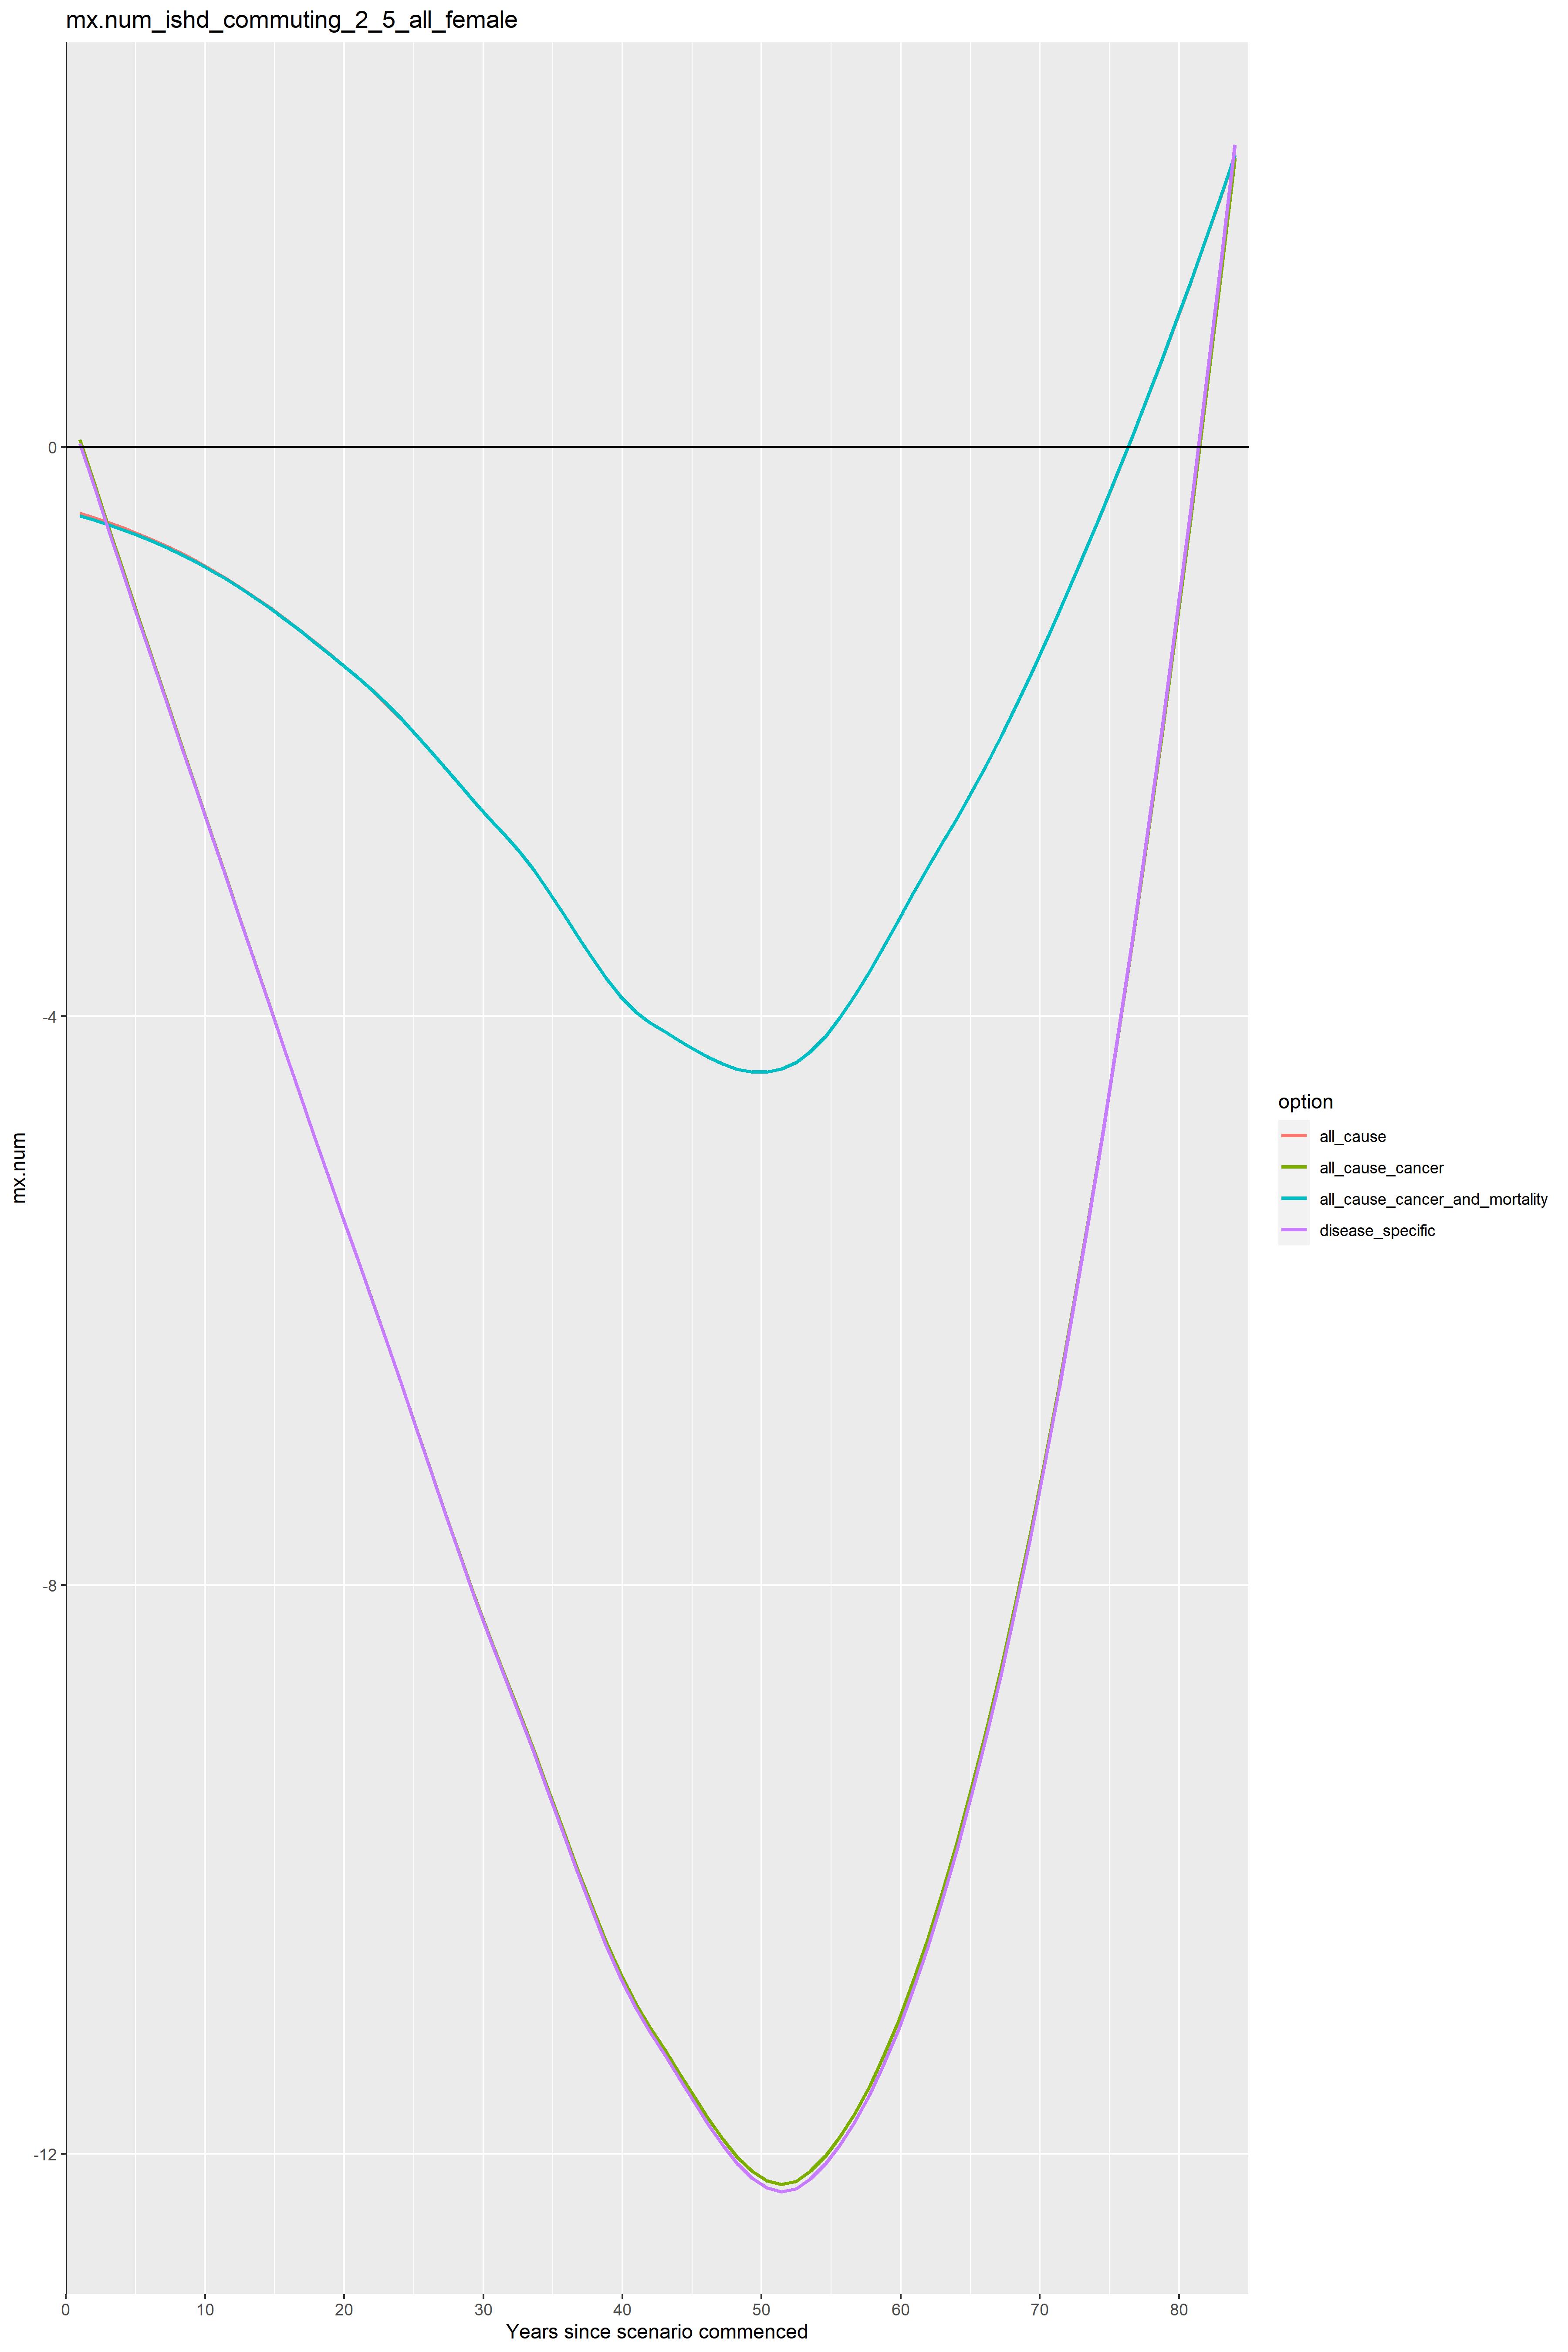 mx.num_ishd_commuting_2_5_all_female
mx.num
0
-4
-8
-12
0 10 20 30 40 50 60 70 80
Years since scenario commenced
option
all_cause
all_cause_cancer
all_cause_cancer_and_mortality
disease_specific